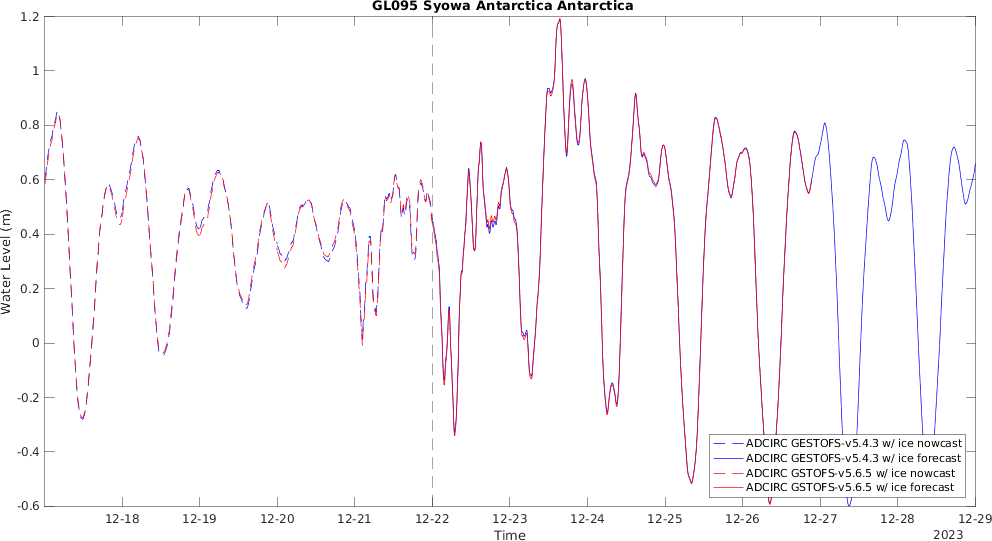 GL095 Syowa Antarctica Antarctica
1.2
1
0.8
0.6
0.4
0.2
0
-0.2
-0.4
-0.6
Water Level (m)
ADCIRC GESTOFS-v5.4.3 w/ ice nowcast
ADCIRC GESTOFS-v5.4.3 w/ ice forecast
ADCIRC GSTOFS-v5.6.5 w/ ice nowcast
ADCIRC GSTOFS-v5.6.5 w/ ice forecast
12-18 12-19 12-20 12-21 12-22 12-23 12-24 12-25 12-26 12-27 12-28 12-29
Time
2023